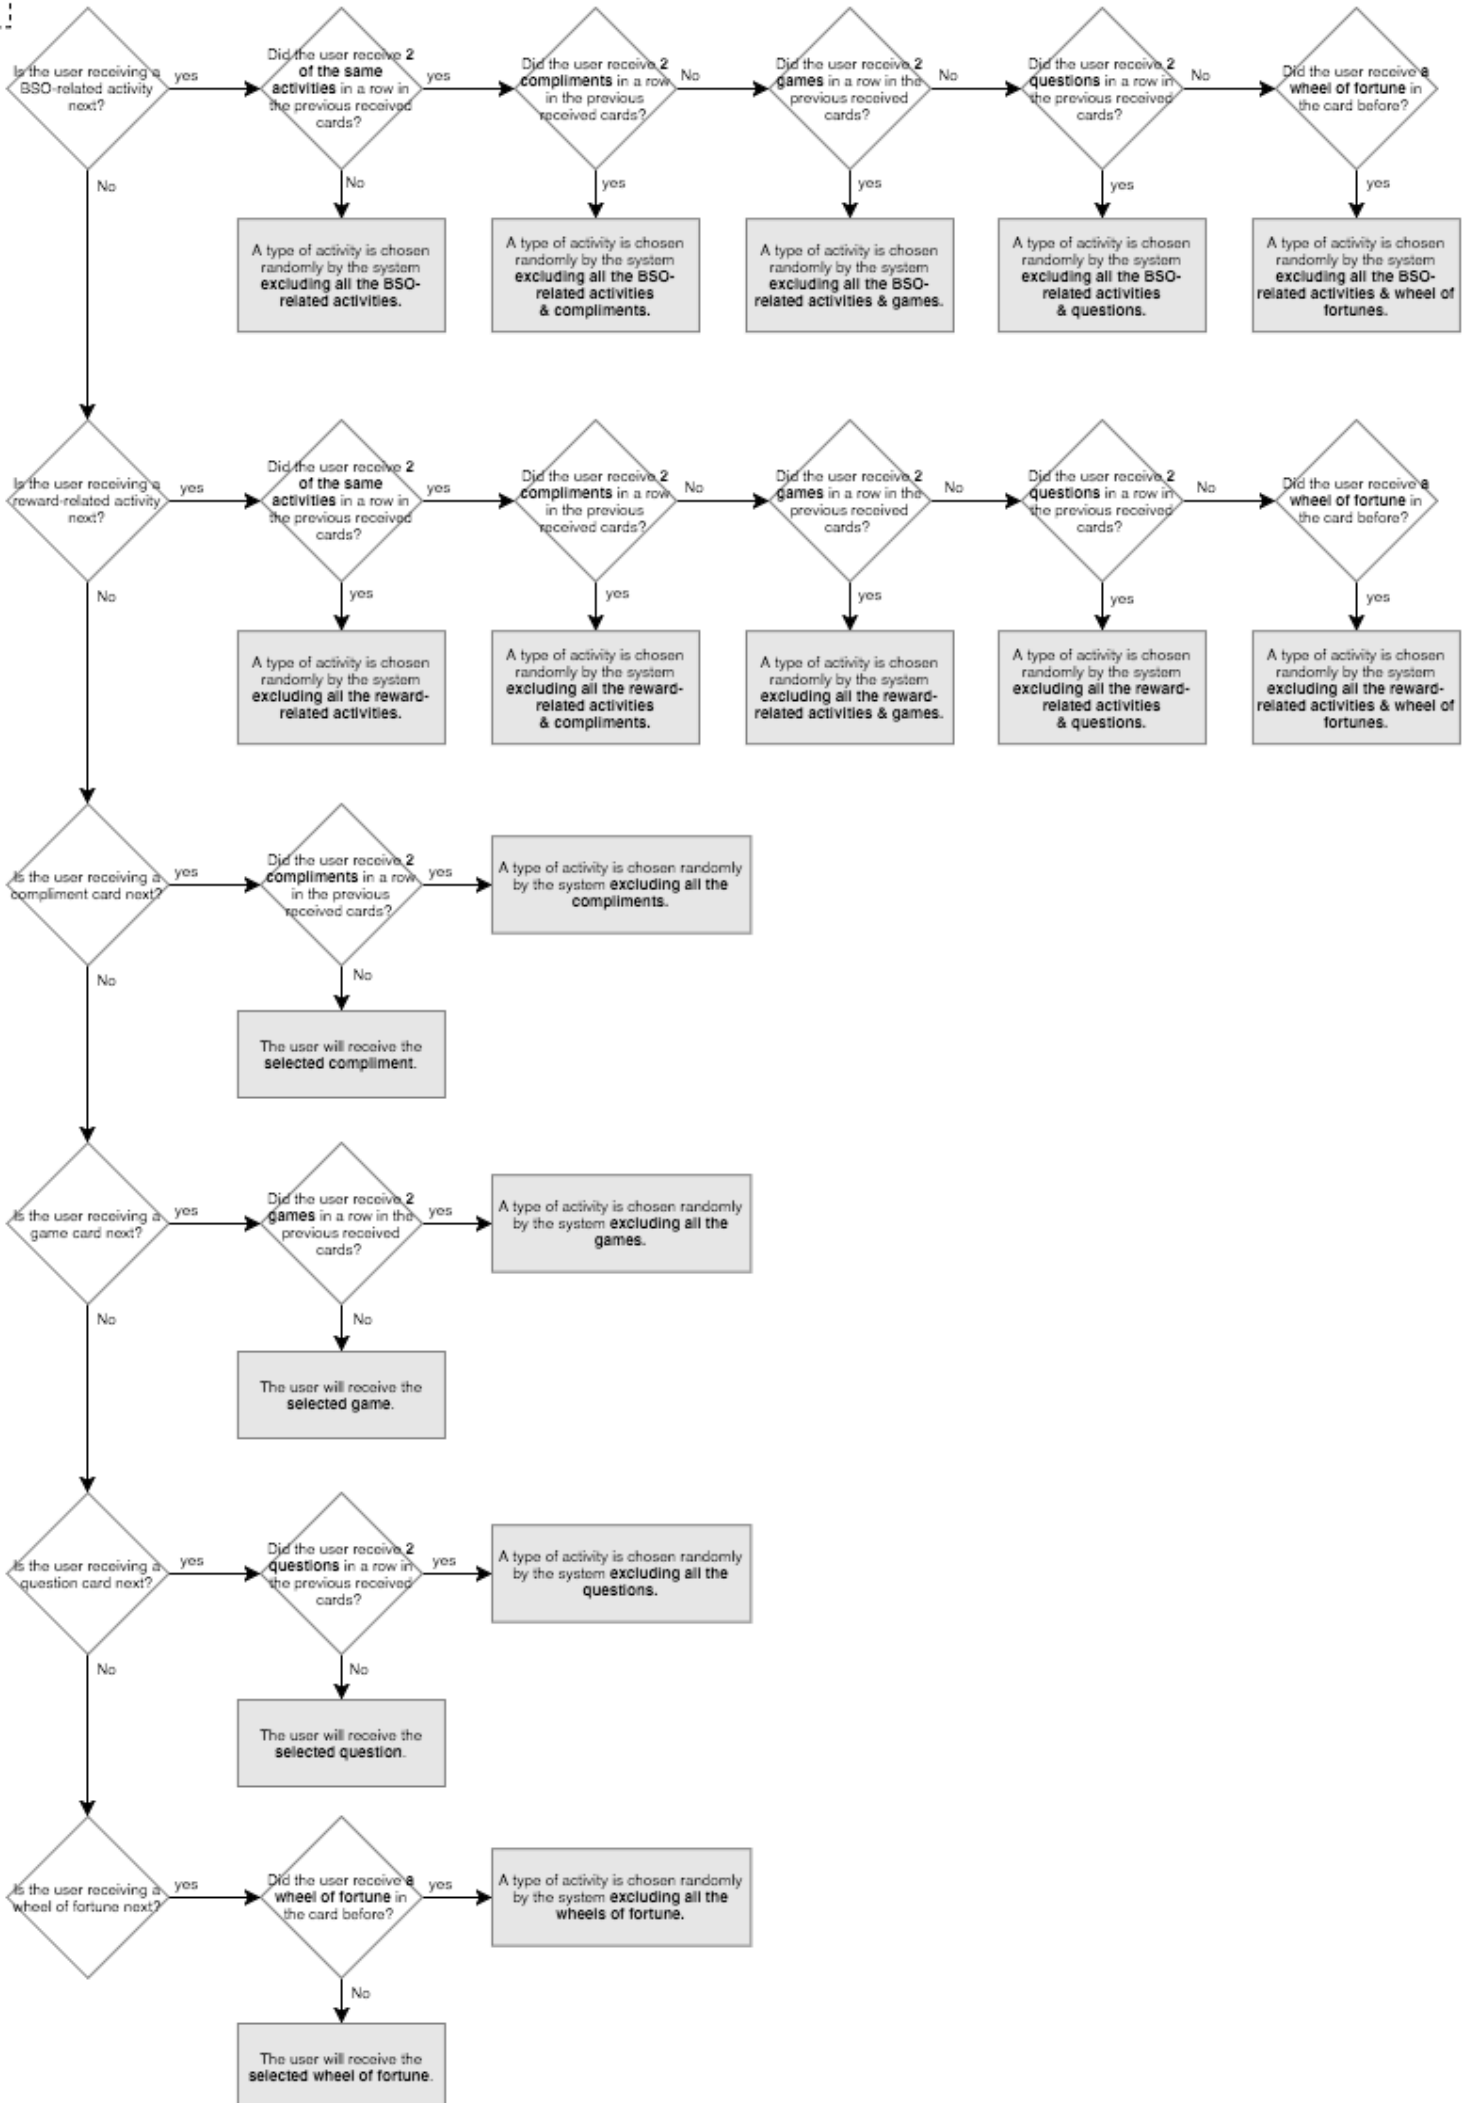 Is the user receiving a
BSO-related activity
next?
yes
Did the user receive 2
of the same
activities in a row in
the previous received
cards?
yes
Did the user receive 2
compliments in a row
in the previous
received cards?
No
Did the user receive 2
games in a row in the
previous received
cards?
No
Did the user receive 2
questions in a row in
the previous received
cards?
No
Did the user receive a
wheel of fortune in
the card before?
No
No
yes
yes
yes
yes
A type of activity is chosen
randomly by the system
excluding all the BSO-
related activities.
A type of activity is chosen
randomly by the system
excluding all the BSO-
related activities
& compliments.
A type of activity is chosen
randomly by the system
excluding all the BSO-
related activities & games.
A type of activity is chosen
randomly by the system
excluding all the BSO-
related activities
& questions.
A type of activity is chosen
randomly by the system
excluding all the BSO-
related activities & wheel of
fortunes.
Is the user receiving a
reward-related activity
next?
yes
Did the user receive 2
of the same
activities in a row in
the previous received
cards?
yes
Did the user receive 2
compliments in a row
in the previous
received cards?
No
Did the user receive 2
games in a row in the
previous received
cards?
No
Did the user receive 2
questions in a row in
the previous received
cards?
No
Did the user receive a
wheel of fortune in
the card before?
No
yes
yes
yes
yes
yes
A type of activity is chosen
randomly by the system
excluding all the reward-
related activities.
A type of activity is chosen
randomly by the system
excluding all the reward-
related activities
& compliments.
A type of activity is chosen
randomly by the system
excluding all the reward-
related activities & games.
A type of activity is chosen
randomly by the system
excluding all the reward-
related activities
& questions.
A type of activity is chosen
randomly by the system
excluding all the reward-
related activities & wheel of
fortunes.
Is the user receiving a
compliment card next?
yes
Did the user receive 2
compliments in a row
in the previous
received cards?
yes
A type of activity is chosen randomly
by the system excluding all the
compliments.
No
No
The user will receive the
selected compliment.
Is the user receiving a
game card next?
yes
Did the user receive 2
games in a row in the
previous received
cards?
yes
A type of activity is chosen randomly
by the system excluding all the
games.
No
No
The user will receive the
selected game.
Is the user receiving a
question card next?
yes
Did the user receive 2
questions in a row in
the previous received
cards?
yes
A type of activity is chosen randomly
by the system excluding all the
questions.
No
No
The user will receive the
selected question.
Is the user receiving a
wheel of fortune next?
yes
Did the user receive a
wheel of fortune in
the card before?
yes
A type of activity is chosen randomly
by the system excluding all the
wheels of fortune.
No
The user will receive the
selected wheel of fortune.